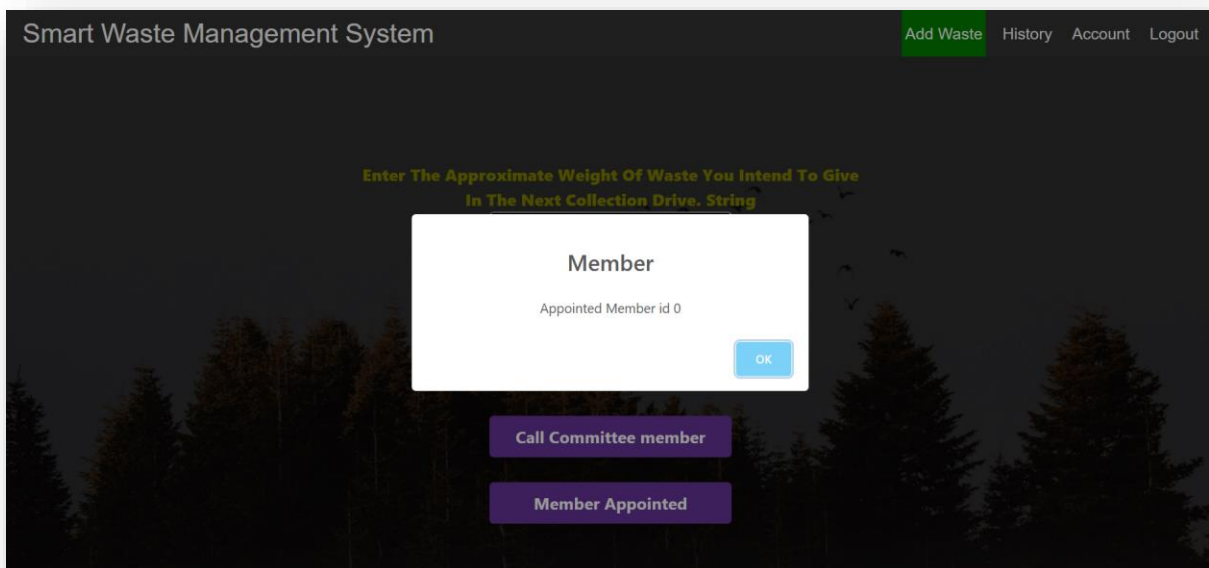 Smart Waste Management System
Add Waste History Account Logout
Enter The Approximate Weight Of Waste You Intend To Give
In The Next Collection Drive. String
Member
Appointed Member id 0
OK
Call Committee member
Member Appointed